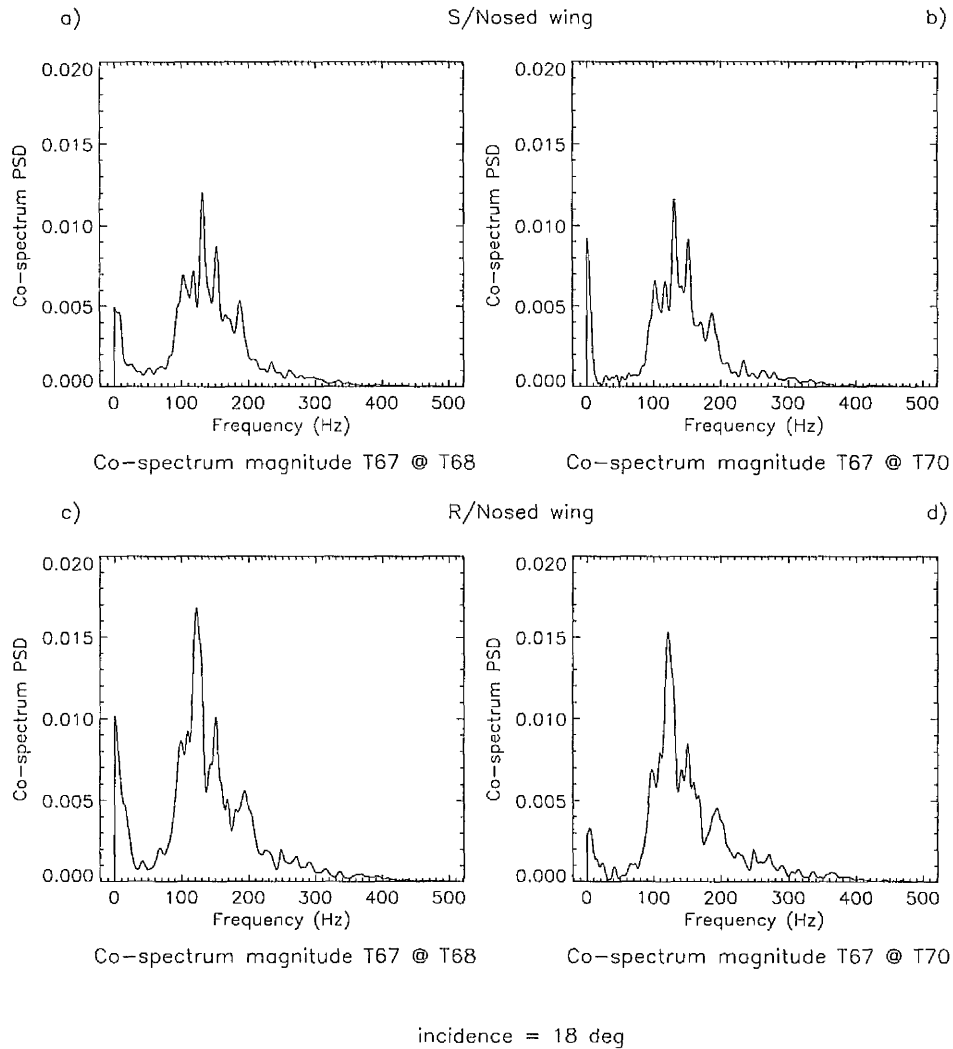 a) S/Nosed wing b)
0.020
0.015
0.010
0.005
0.000
Co-spectrum PSD
0 100 200 300 400 500
Frequency (Hz)
Co-spectrum magnitude T67 @ T68
0.020
0.015
0.010
0.005
0.000
Co-spectrum PSD
0 100 200 300 400 500
Frequency (Hz)
Co-spectrum magnitude T67 @ T70
c) R/Nosed wing d)
0.020
0.015
0.010
0.005
0.000
Co-spectrum PSD
0 100 200 300 400 500
Frequency (Hz)
Co-spectrum magnitude T67 @ T68
0.020
0.015
0.010
0.005
0.000
Co-spectrum PSD
0 100 200 300 400 500
Frequency (Hz)
Co-spectrum magnitude T67 @ T70
incidence = 18 deg